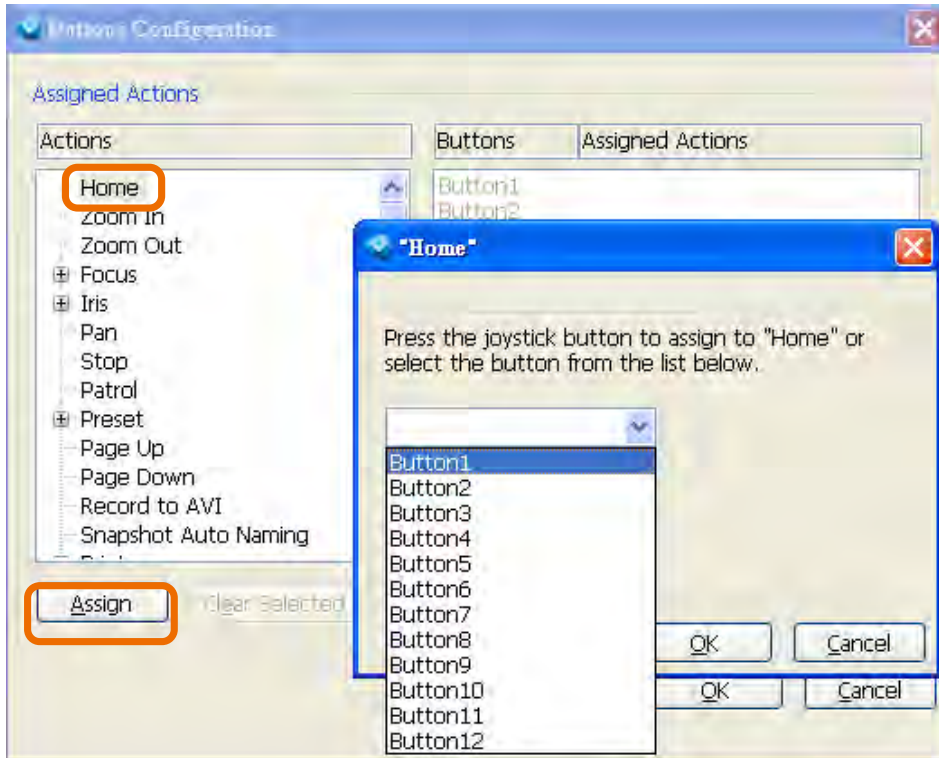 Buttons Configuration
Assigned Actions
Actions
Buttons
Assigned Actions
Home
Zoom In
Zoom Out
Focus
Iris
Pan
Stop
Patrol
Preset
Page Up
Page Down
Record to AVI
Snapshot Auto Naming
Button1
Button2
Assign
Clear Selected
OK
Cancel
"Home"
Press the joystick button to assign to "Home" or
select the button from the list below.
Button1
Button2
Button3
Button4
Button5
Button6
Button7
Button8
Button9
Button10
Button11
Button12
OK
Cancel